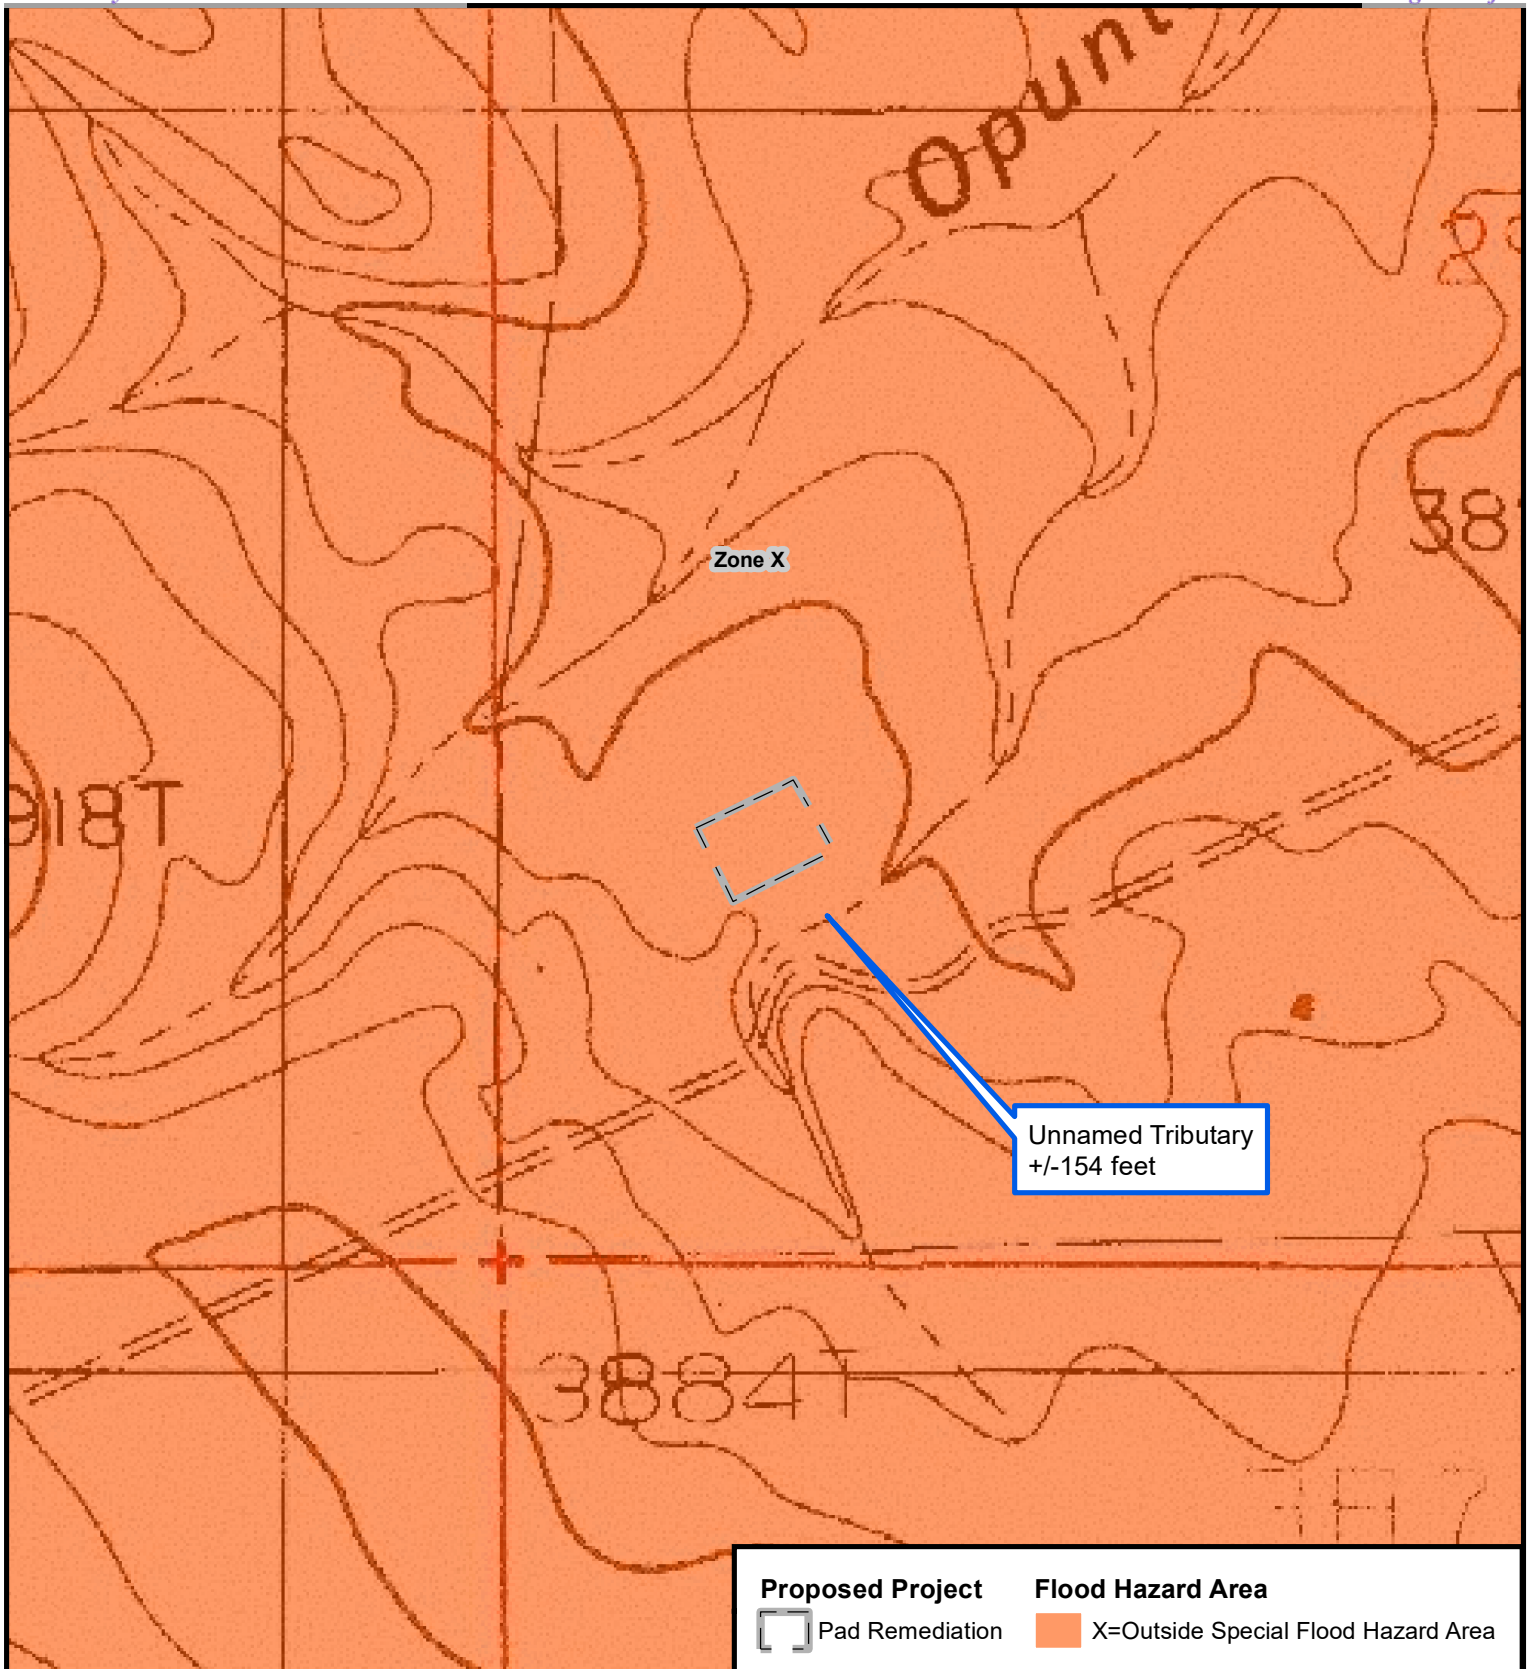 Opunt
Zone X
918T
Unnamed Tributary
+/-154 feet
3884T
Proposed Project
Pad Remediation
Flood Hazard Area
X=Outside Special Flood Hazard Area